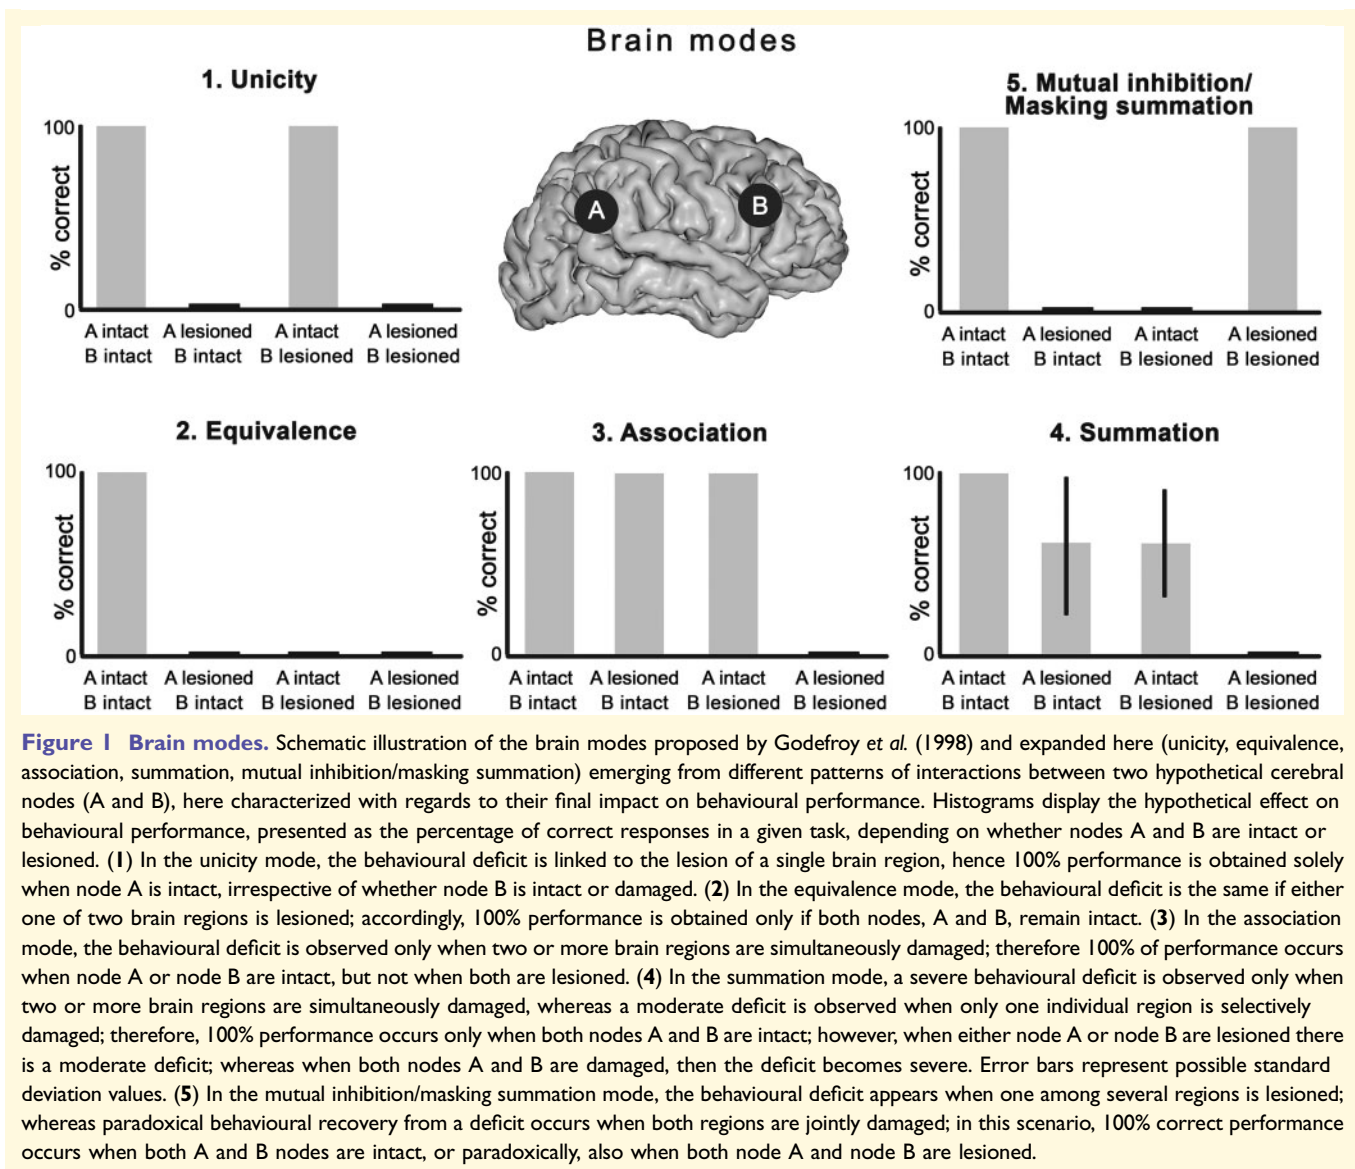 Brain modes
1. Unicity
100
% correct
0
A intact A lesioned A intact A lesioned
B intact B intact B lesioned B lesioned
A
B
5. Mutual inhibition/
Masking summation
100
% correct
0
A intact A lesioned A intact A lesioned
B intact B intact B lesioned B lesioned
2. Equivalence
100
% correct
0
A intact A lesioned A intact A lesioned
B intact B intact B lesioned B lesioned
3. Association
100
% correct
0
A intact A lesioned A intact A lesioned
B intact B intact B lesioned B lesioned
4. Summation
100
% correct
0
A intact A lesioned A intact A lesioned
B intact B intact B lesioned B lesioned
Figure 1 Brain modes. Schematic illustration of the brain modes proposed by Godefroy et al. (1998) and expanded here (unicity, equivalence,
association, summation, mutual inhibition/masking summation) emerging from different patterns of interactions between two hypothetical cerebral
nodes (A and B), here characterized with regards to their final impact on behavioural performance. Histograms display the hypothetical effect on
behavioural performance, presented as the percentage of correct responses in a given task, depending on whether nodes A and B are intact or
lesioned. (1) In the unicity mode, the behavioural deficit is linked to the lesion of a single brain region, hence 100% performance is obtained solely
when node A is intact, irrespective of whether node B is intact or damaged. (2) In the equivalence mode, the behavioural deficit is the same if either
one of two brain regions is lesioned; accordingly, 100% performance is obtained only if both nodes, A and B, remain intact. (3) In the association
mode, the behavioural deficit is observed only when two or more brain regions are simultaneously damaged; therefore 100% of performance occurs
when node A or node B are intact, but not when both are lesioned. (4) In the summation mode, a severe behavioural deficit is observed only when
two or more brain regions are simultaneously damaged, whereas a moderate deficit is observed when only one individual region is selectively
damaged; therefore, 100% performance occurs only when both nodes A and B are intact; however, when either node A or node B are lesioned there
is a moderate deficit; whereas when both nodes A and B are damaged, then the deficit becomes severe. Error bars represent possible standard
deviation values. (5) In the mutual inhibition/masking summation mode, the behavioural deficit appears when one among several regions is lesioned;
whereas paradoxical behavioural recovery from a deficit occurs when both regions are jointly damaged; in this scenario, 100% correct performance
occurs when both A and B nodes are intact, or paradoxically, also when both node A and node B are lesioned.